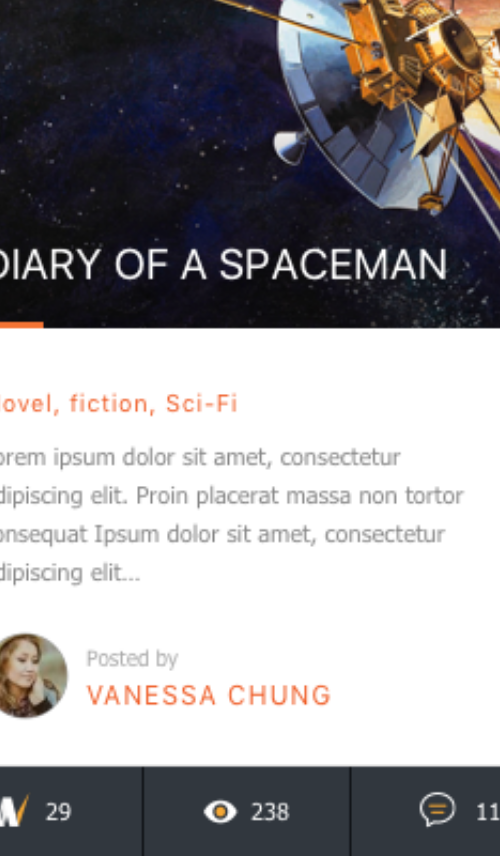 DIARY OF A SPACEMAN
ovel, fiction, Sci-Fi
orem ipsum dolor sit amet, consectetur
dipiscing elit. Proin placerat massa non tortor
onsequat Ipsum dolor sit amet, consectetur
dipiscing elit...
Posted by
VANESSA CHUNG
29
238
11